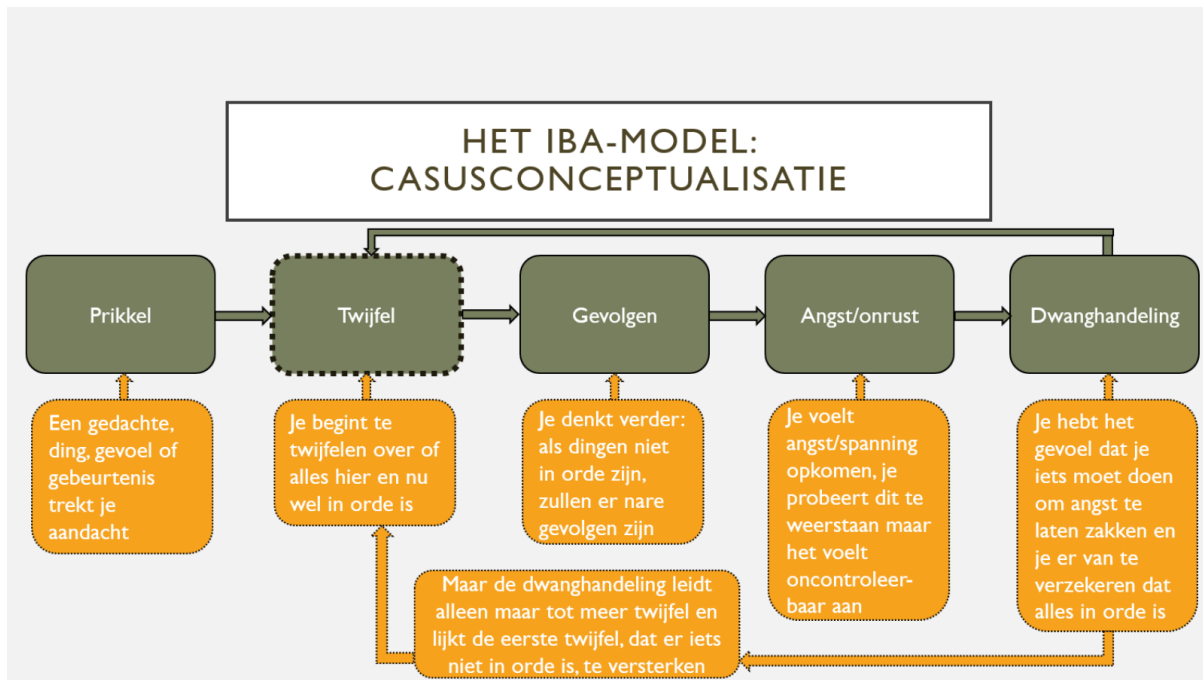 HET IBA-MODEL:
CASUSCONCEPTUALISATIE
Prikkel
Twijfel
Gevolgen
Angst/onrust
Dwanghandeling
Een gedachte,
ding, gevoel of
gebeurtenis
trekt je
aandacht
Je begint te
twijfelen over of
alles hier en nu
wel in orde is
Je denkt verder:
als dingen niet
in orde zijn,
zullen er nare
gevolgen zijn
Je voelt
angst/spanning
opkomen, je
probeert dit te
weerstaan maar
het voelt
oncontroleer-
baar aan
Je hebt het
gevoel dat je
iets moet doen
om angst te
laten zakken en
je er van te
verzekeren dat
alles in orde is
Maar de dwanghandeling leidt
alleen maar tot meer twijfel en
lijkt de eerste twijfel, dat er iets
niet in orde is, te versterken